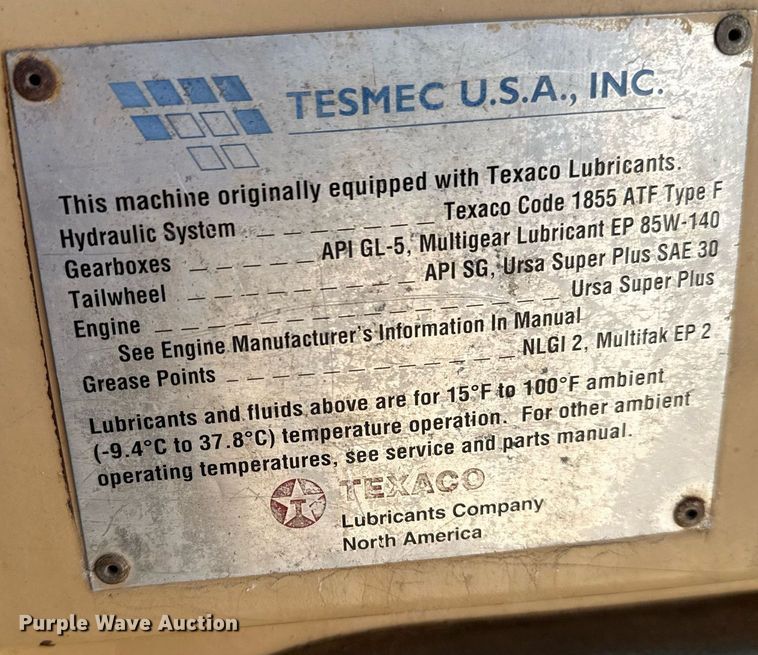 TESMEC U.S.A., INC.
This machine originally equipped with Texaco Lubricants.
Hydraulic System _ _ _ _ _ _ _ Texaco Code 1855 ATF Type F
Gearboxes _ _ _ _ _ API GL-5, Multigear Lubricant EP 85W-140
Tailwheel _ _ _ _ _ _ _ _ _ API SG, Ursa Super Plus SAE 30
Engine _ _ _ _ _ _ _ _ _ _ _ _ _ _ _ Ursa Super Plus
See Engine Manufacturer's Information In Manual
Grease Points _ _ _ _ _ _ _ _ _ _ _ NLGI 2, Multifak EP 2
Lubricants and fluids above are for 15°F to 100°F ambient
(-9.4°C to 37.8°C) temperature operation. For other ambient
operating temperatures, see service and parts manual.
T TEXACO
Lubricants Company
North America
Purple Wave Auction